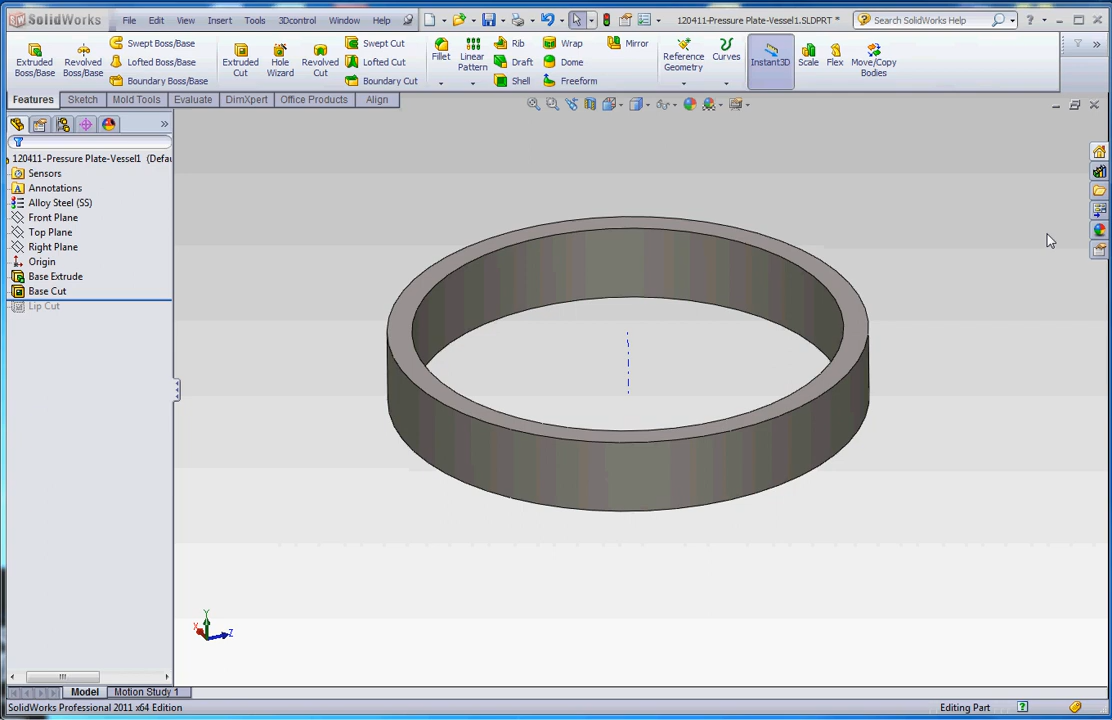 SolidWorks File Edit View Insert Tools 3Dcontrol Window Help 120411-Pressure Plate-Vessel1.SLDPRT * Search SolidWorks Help
Extruded Boss/Base
Revolved Boss/Base
Swept Boss/Base
Lofted Boss/Base
Boundary Boss/Base
Extruded Cut
Hole Wizard
Revolved Cut
Swept Cut
Lofted Cut
Boundary Cut
Fillet
Linear Pattern
Rib
Draft
Shell
Wrap
Dome
Freeform
Mirror
Reference Geometry
Curves
Instant3D
Scale
Flex
Move/Copy Bodies
Features Sketch Mold Tools Evaluate DimXpert Office Products Align
120411-Pressure Plate-Vessel1 (Defau
Sensors
Annotations
Alloy Steel (SS)
Front Plane
Top Plane
Right Plane
Origin
Base Extrude
Base Cut
Lip Cut
Y
X
Z
Model Motion Study 1
SolidWorks Professional 2011 x64 Edition Editing Part